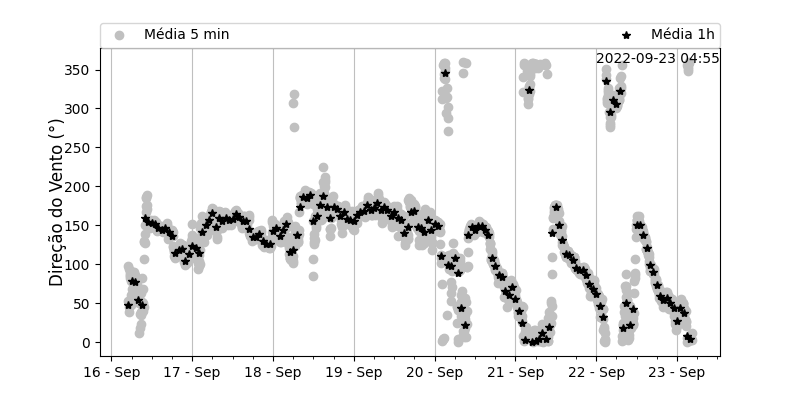 Média 5 min
Média 1h
2022-09-23 04:55
Direção do Vento (°)
350
300
250
200
150
100
50
0
16 - Sep
17 - Sep
18 - Sep
19 - Sep
20 - Sep
21 - Sep
22 - Sep
23 - Sep